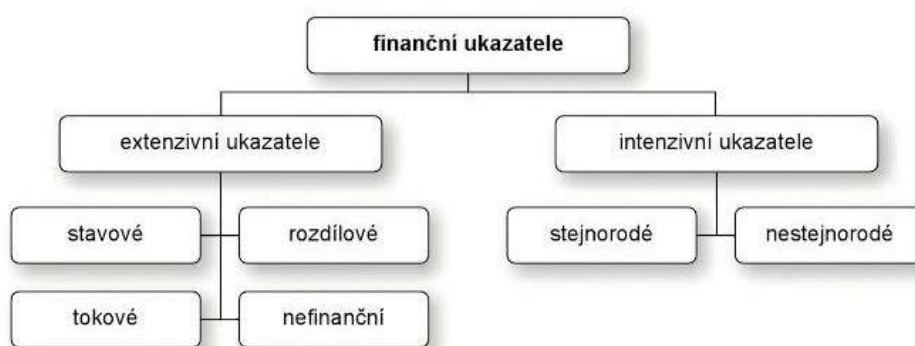 finanční ukazatele
extenzivní ukazatele
intenzivní ukazatele
stavové
rozdílové
stejnorodé
nestejnorodé
tokové
nefinanční